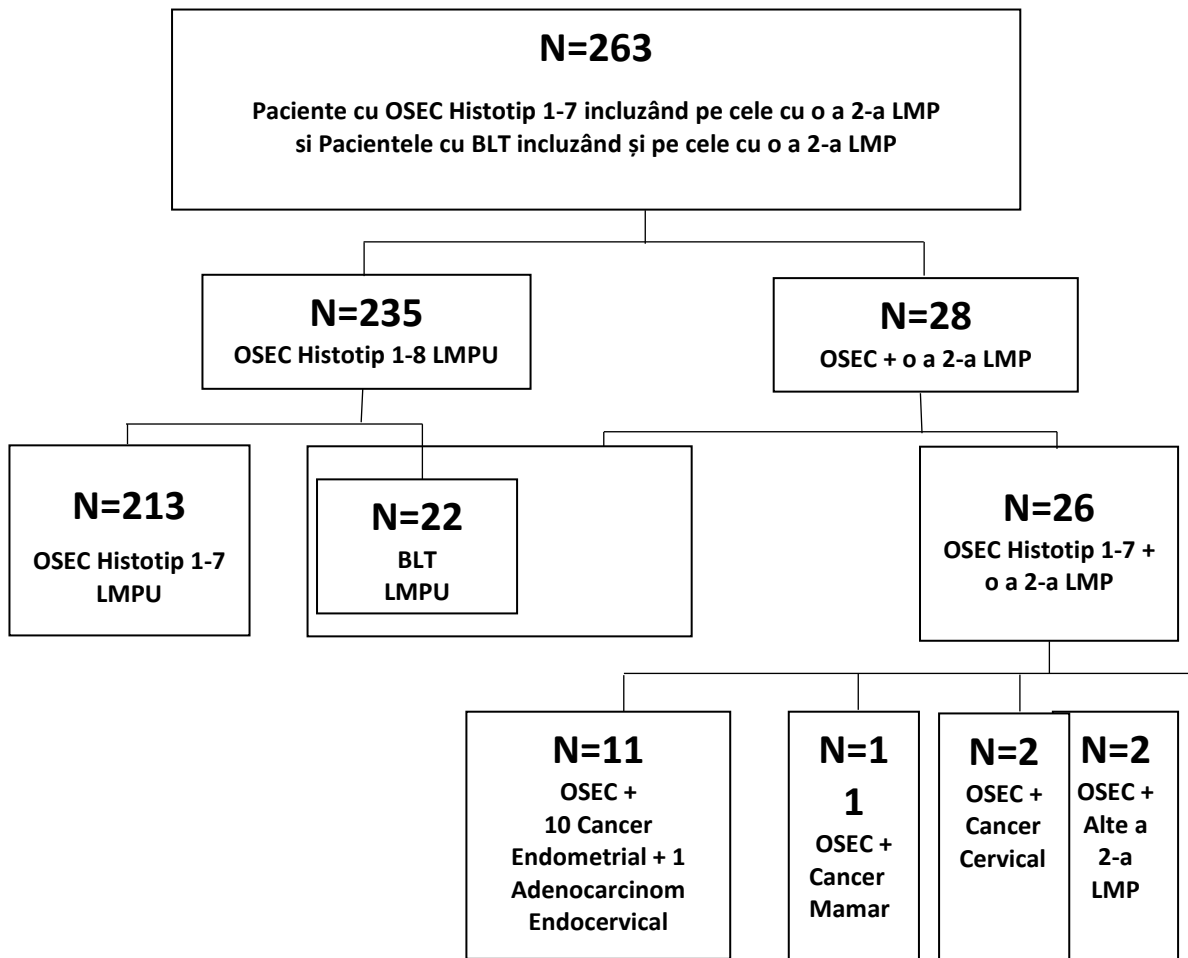 N=263
Paciente cu OSEC Histotip 1-7 incluzând pe cele cu o a 2-a LMP
si Pacientele cu BLT incluzând și pe cele cu o a 2-a LMP
N=235
OSEC Histotip 1-8 LMPU
N=28
OSEC + o a 2-a LMP
N=213
OSEC Histotip 1-7
LMPU
N=22
BLT
LMPU
N=26
OSEC Histotip 1-7 +
o a 2-a LMP
N=11
OSEC +
10 Cancer
Endometrial + 1
Adenocarcinom
Endocervical
N=1
1
OSEC +
Cancer
Mamar
N=2
OSEC +
Cancer
Cervical
N=2
OSEC +
Alte a
2-a
LMP